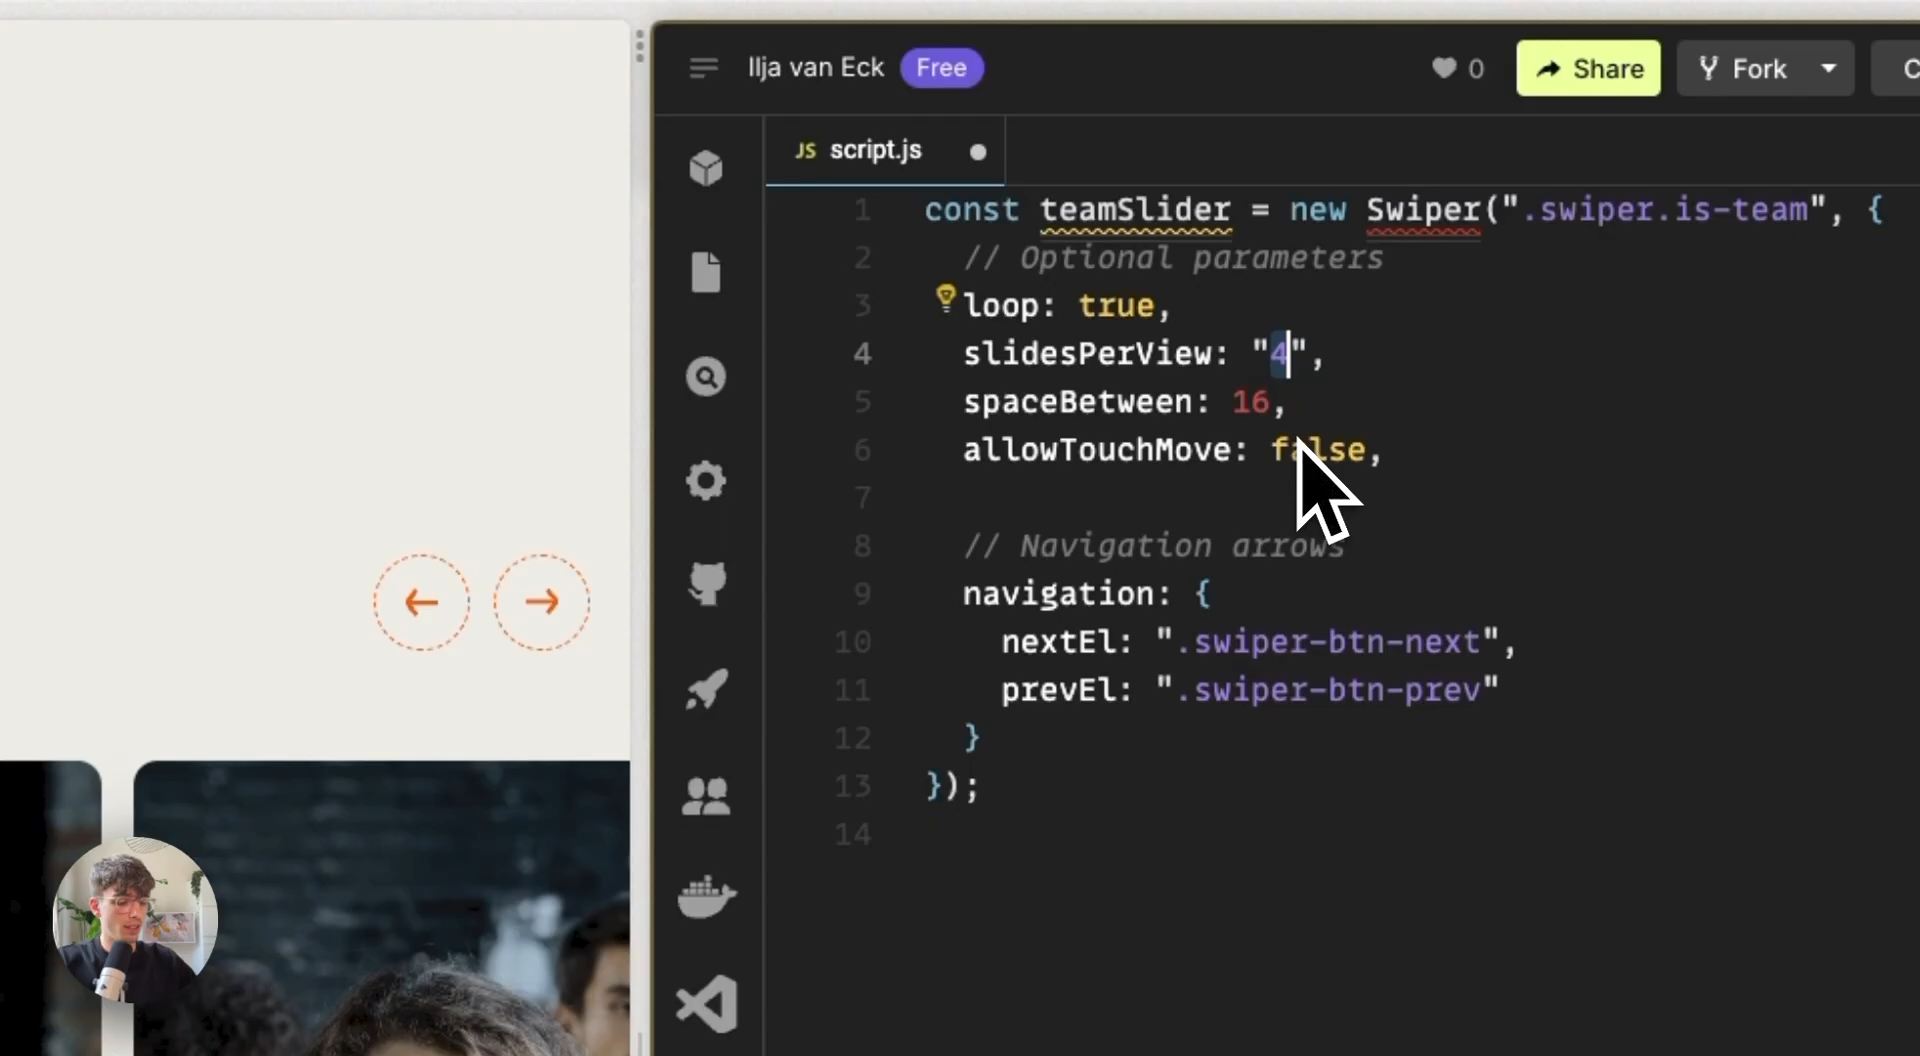 Ilja van Eck Free
0
Share
Fork
C
JS script.js
1 const teamSlider = new Swiper(".swiper.is-team", {
2 // Optional parameters
3 loop: true,
4 slidesPerView: "4",
5 spaceBetween: 16,
6 allowTouchMove: false,
7
8 // Navigation arrows
9 navigation: {
10 nextEl: ".swiper-btn-next",
11 prevEl: ".swiper-btn-prev"
12 }
13 });
14